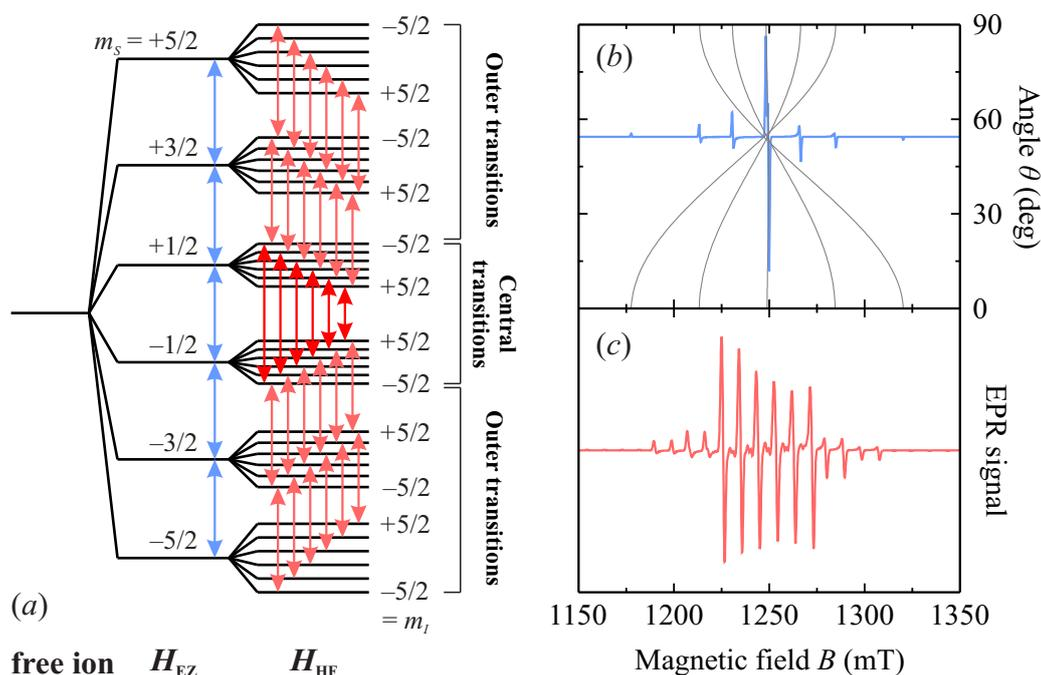 (a)
m_S = +5/2
+3/2
+1/2
−1/2
−3/2
−5/2
−5/2
+5/2
−5/2
+5/2
−5/2
+5/2
+5/2
−5/2
+5/2
−5/2
+5/2
−5/2
= m_I
Outer transitions
Central transitions
Outer transitions
free ion
H_EZ
H_HF
(b)
90
60
30
0
Angle θ (deg)
(c)
EPR signal
1150 1200 1250 1300 1350
Magnetic field B (mT)